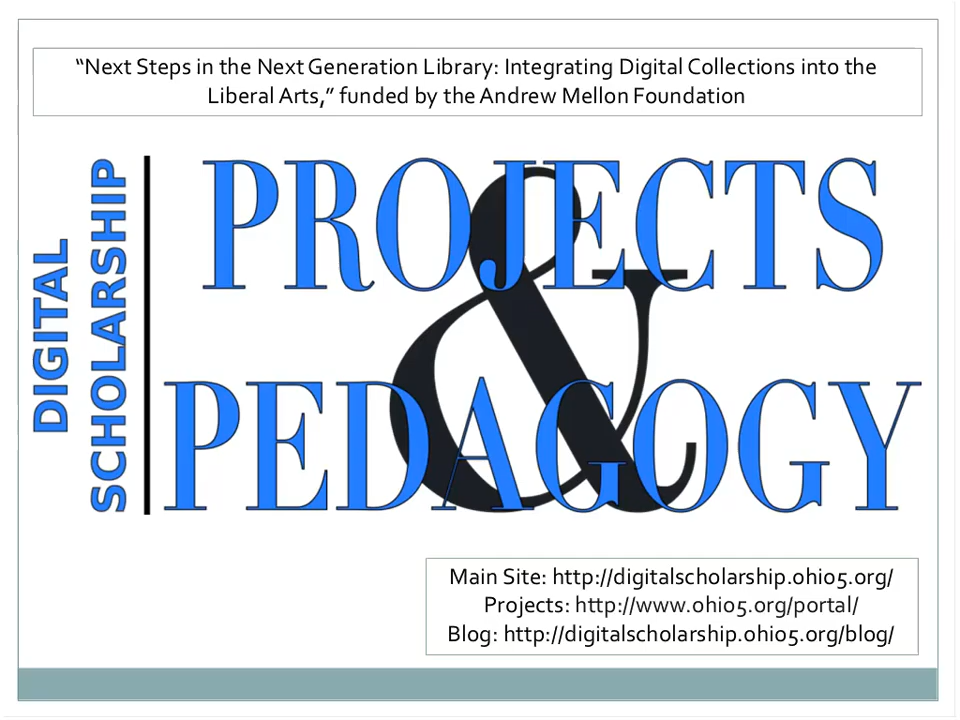 “Next Steps in the Next Generation Library: Integrating Digital Collections into the
Liberal Arts,” funded by the Andrew Mellon Foundation
DIGITAL
SCHOLARSHIP
PROJECTS
&
PEDAGOGY
Main Site: http://digitalscholarship.ohio5.org/
Projects: http://www.ohio5.org/portal/
Blog: http://digitalscholarship.ohio5.org/blog/